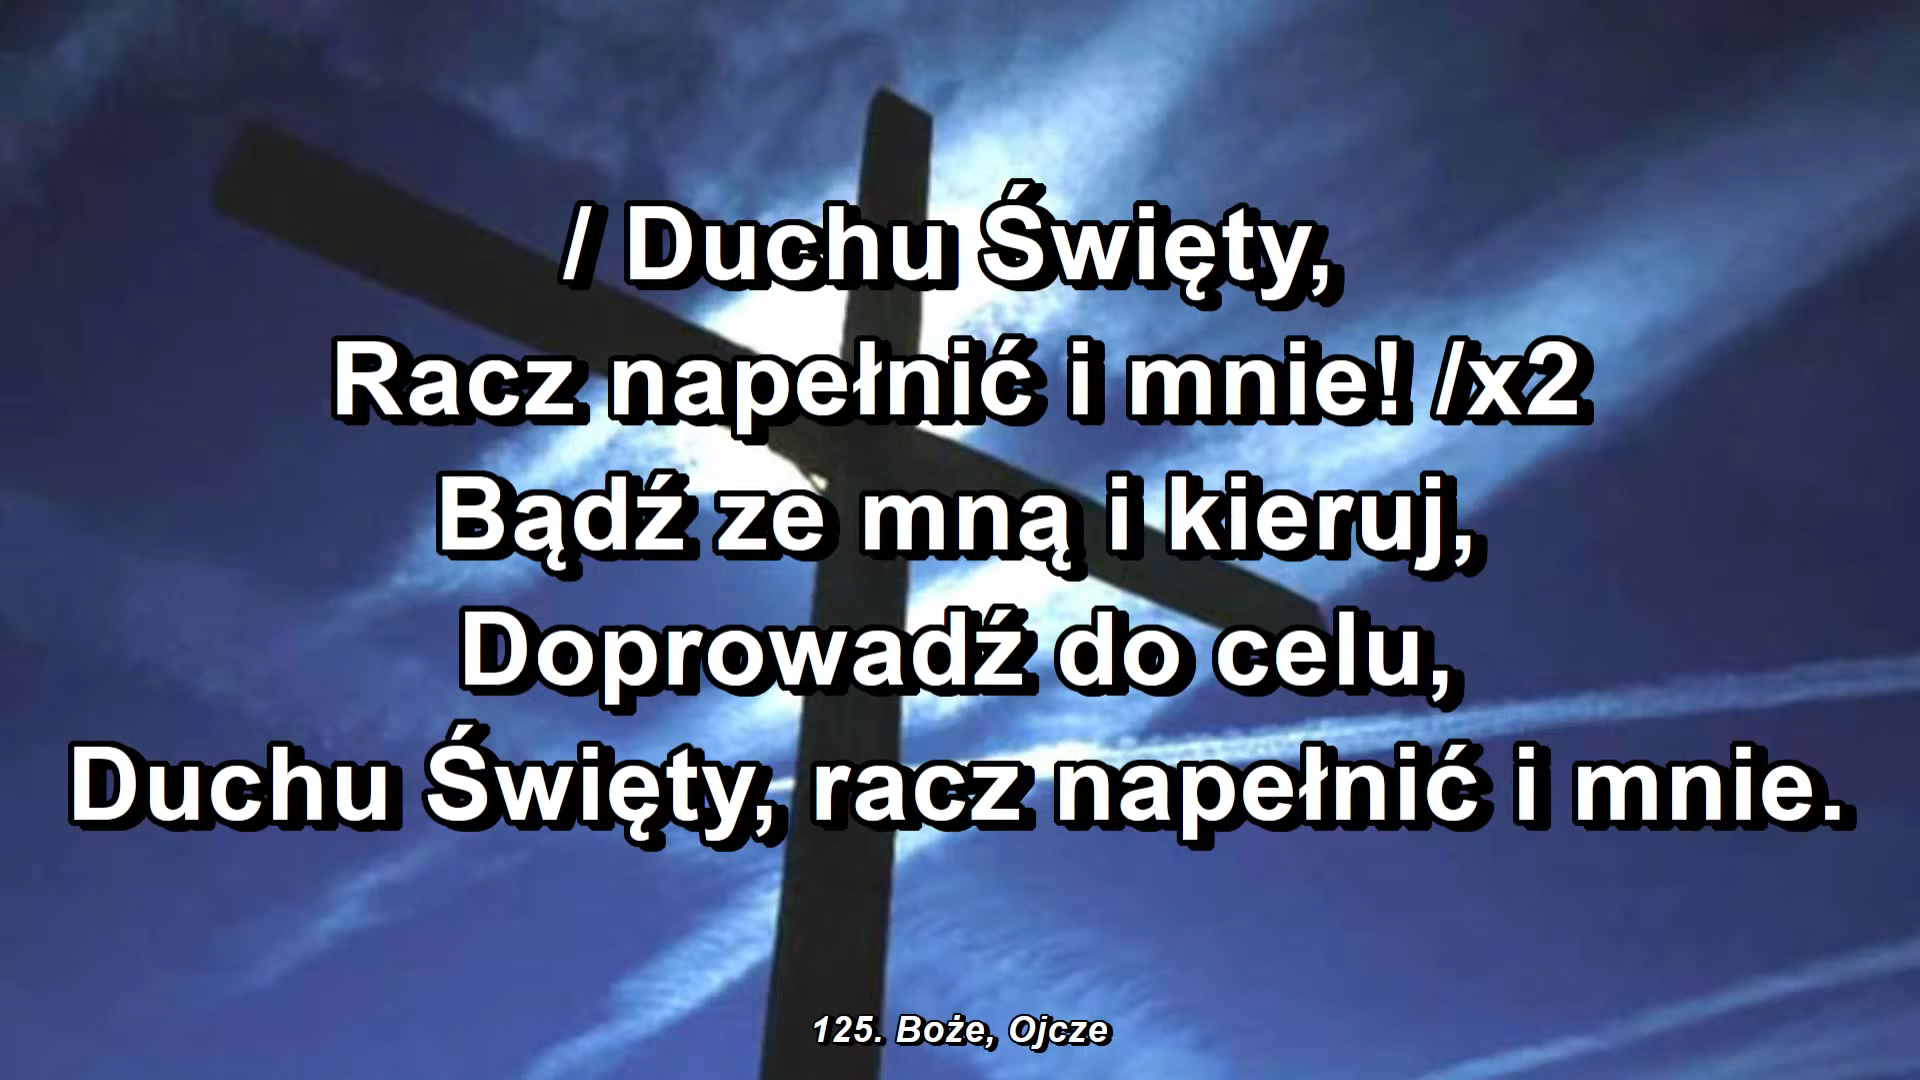 / Duchu Święty,
Racz napełnić i mnie! /x2
Bądź ze mną i kieruj,
Doprowadź do celu,
Duchu Święty, racz napełnić i mnie.
125. Boże, Ojcze